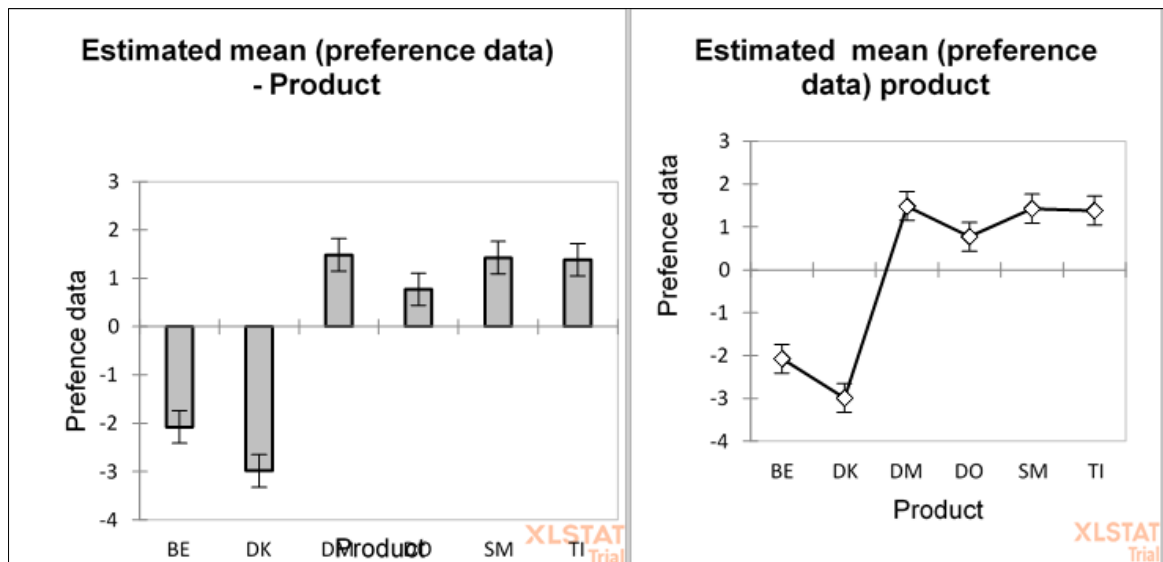 Estimated mean (preference data)
- Product
Prefence data
3
2
1
0
-1
-2
-3
-4
BE DK DM DO SM TI
Product
XLSTAT
Trial
Estimated mean (preference
data) product
Prefence data
3
2
1
0
-1
-2
-3
-4
BE DK DM DO SM TI
Product
XLSTAT
Trial